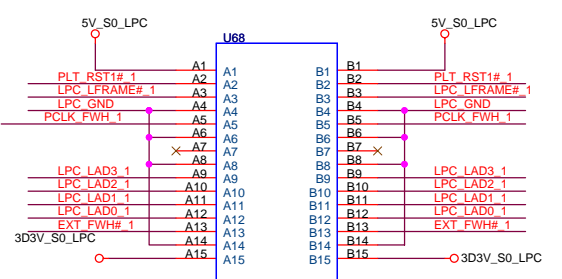 5V_S0_LPC 5V_S0_LPC
U68
A1 A1 B1 B1
PLT_RST1#_1 A2 A2 B2 B2 PLT_RST1#_1
LPC_LFRAME#_1 A3 A3 B3 B3 LPC_LFRAME#_1
LPC_GND A4 A4 B4 B4 LPC_GND
PCLK_FWH_1 A5 A5 B5 B5 PCLK_FWH_1
A6 A6 B6 B6
A7 A7 B7 B7
A8 A8 B8 B8
LPC_LAD3_1 A9 A9 B9 B9 LPC_LAD3_1
LPC_LAD2_1 A10 A10 B10 B10 LPC_LAD2_1
LPC_LAD1_1 A11 A11 B11 B11 LPC_LAD1_1
LPC_LAD0_1 A12 A12 B12 B12 LPC_LAD0_1
EXT_FWH#_1 A13 A13 B13 B13 EXT_FWH#_1
3D3V_S0_LPC A14 A14 B14 B14
A15 A15 B15 B15 3D3V_S0_LPC